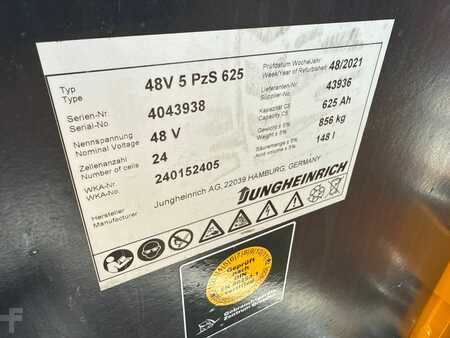 Typ
Type
48V 5 PzS 625
Prüfdatum Woche/Jahr
Week/Year of Refurbishm.
48/2021
Serien-Nr.
Serial-No.
4043938
Lieferanten-Nr.
Supplier-No.
43936
Nennspannung
Nominal Voltage
48 V
Kapazität C5
Capacity C5
625 Ah
Zellenanzahl
Number of cells
24
Gewicht ± 5%
Weight ± 5%
856 kg
WKA-Nr.
WKA-No.
240152405
Säuremenge ± 5%
Acid volume ± 5%
148 l
Hersteller
Manufacturer
Jungheinrich AG, 22039 HAMBURG, GERMANY
JUNGHEINRICH
Geprüft
nach